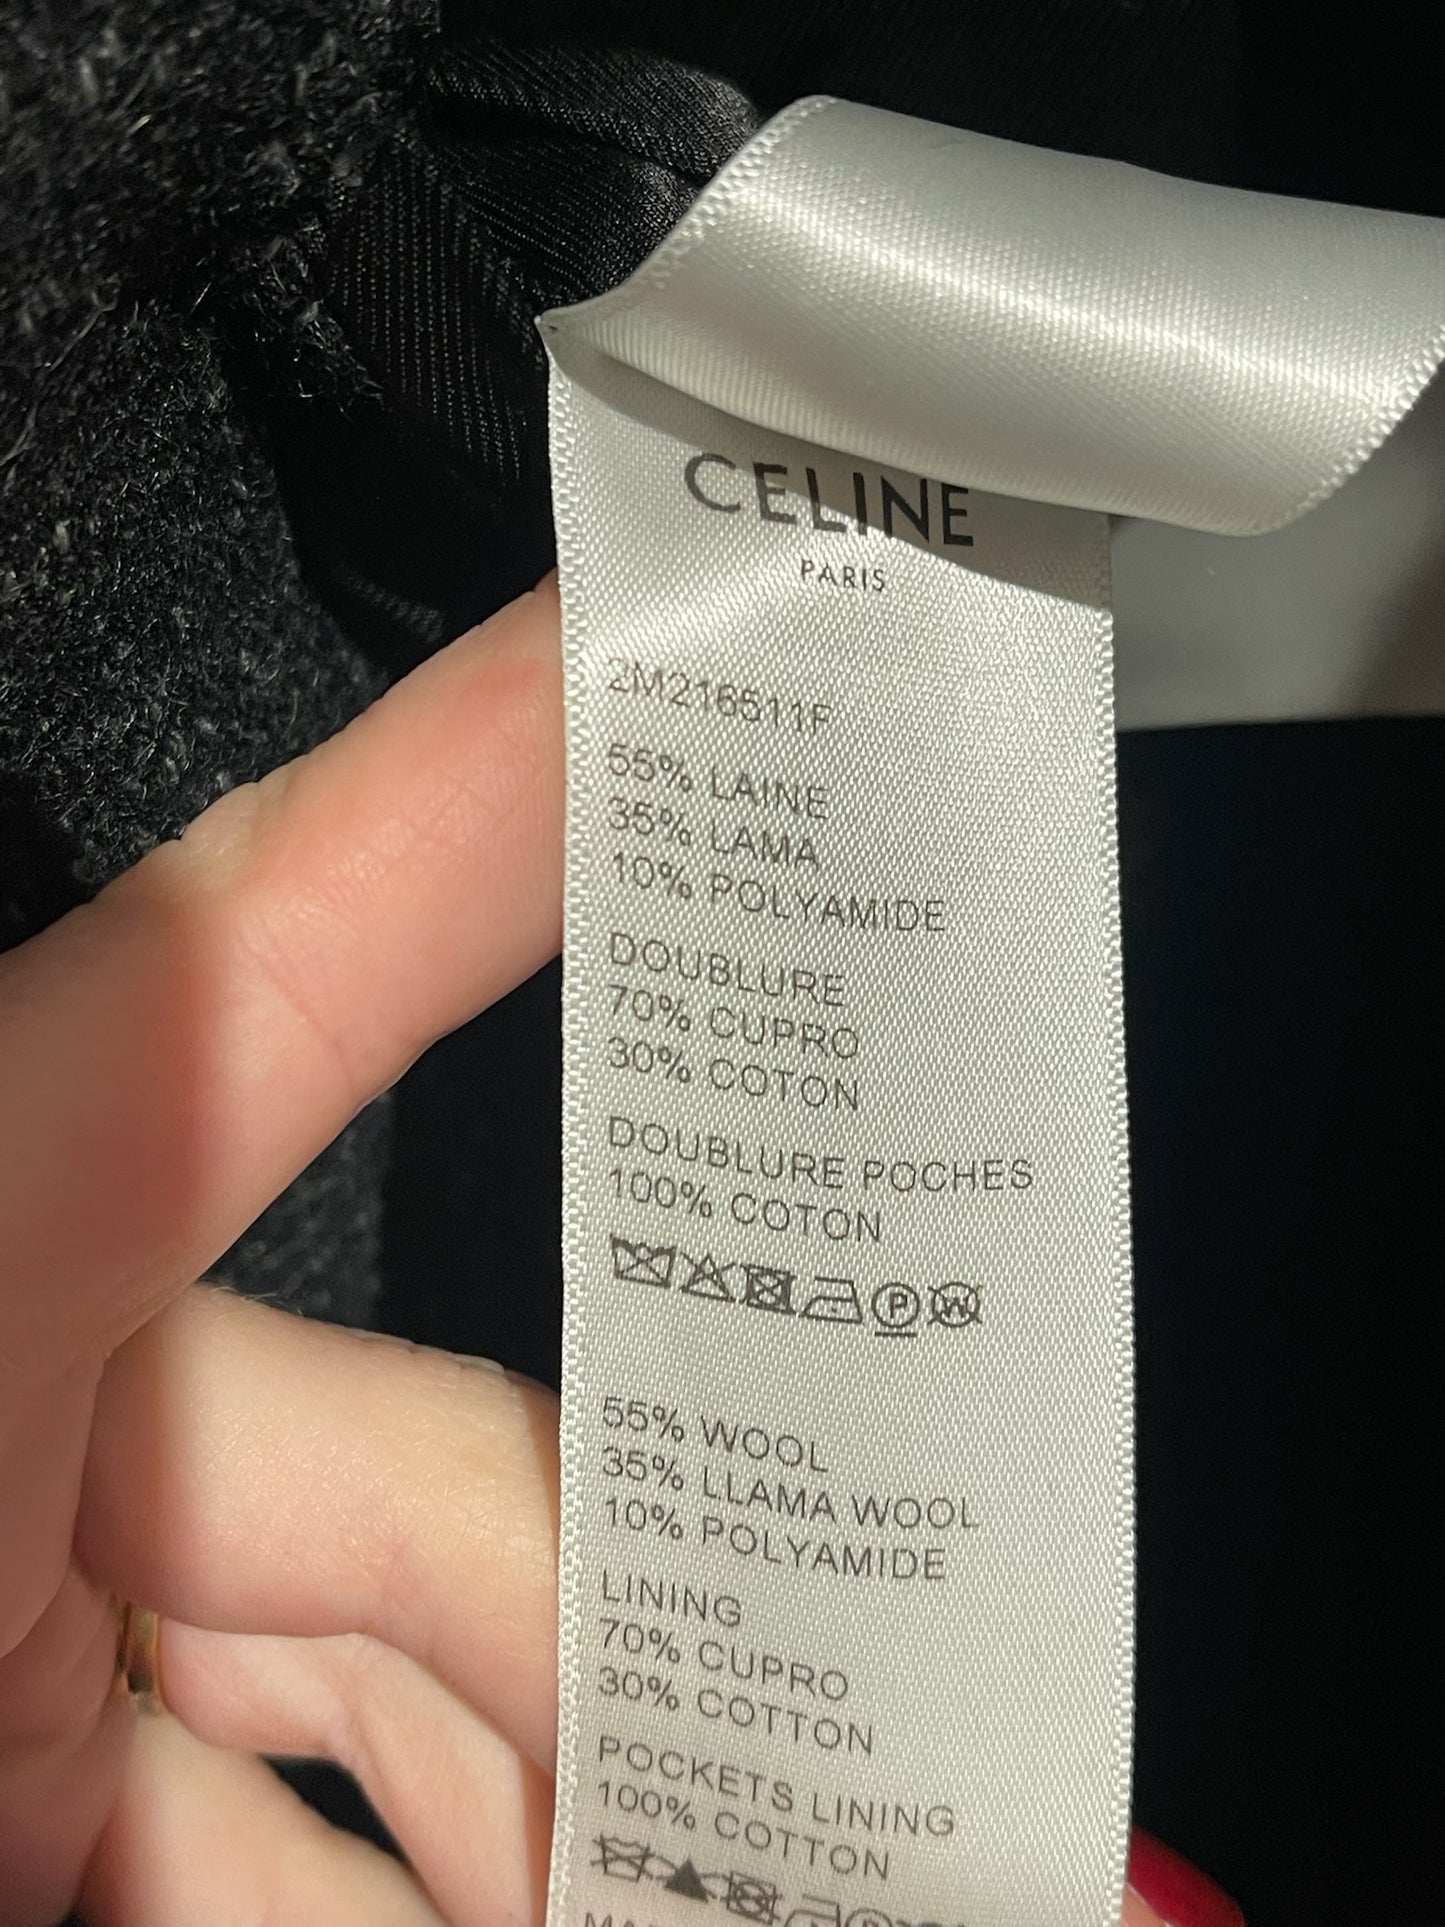 CELINE
PARIS
2M216511F
55% LAINE
35% LAMA
10% POLYAMIDE
DOUBLURE
70% CUPRO
30% COTON
DOUBLURE POCHES
100% COTON
P W
55% WOOL
35% LLAMA WOOL
10% POLYAMIDE
LINING
70% CUPRO
30% COTTON
POCKETS LINING
100% COTTON